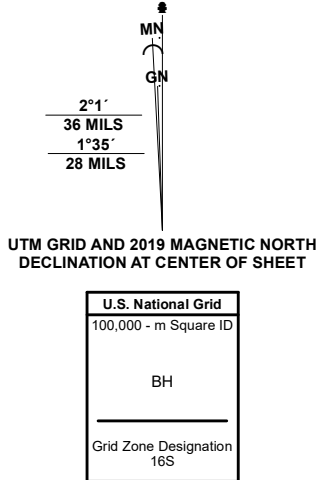 MN
GN
2°1´
36 MILS
1°35´
28 MILS
UTM GRID AND 2019 MAGNETIC NORTH
DECLINATION AT CENTER OF SHEET
U.S. National Grid
100,000 - m Square ID
BH
Grid Zone Designation
16S